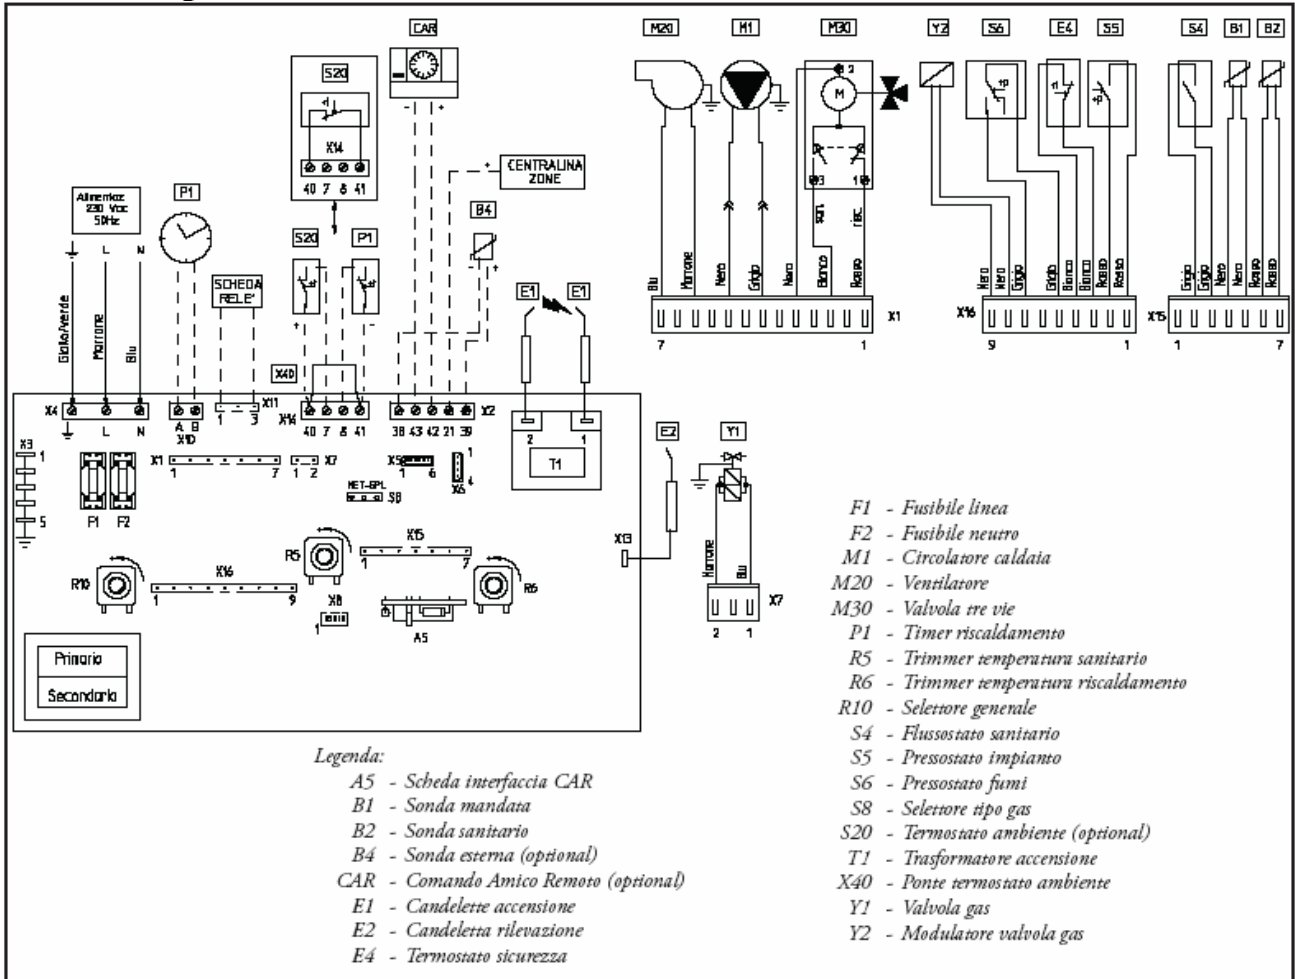 CAR
M20 M1 M30 Y2 S6 E4 S5 S4 B1 B2
S20
2
M
X14
40 7 8 41
CENTRALINA
ZONE
3 1
Alimentaz
230 Vac
50Hz
P1
B4
san. risc.
L N
S20 P1
SCHEDA
RELE'
E1 E1
Giallo/verde Marrone Blu
Blu Marrone Nero Grigio Nero Bianco Rosso
Nero Nero Grigio Grigio Bianco Bianco Rosso Rosso
Grigio Grigio Nero Nero Rosso Rosso
X1 X16 X15
7 1 9 1 1 7
X40
X4 X11 X14 X2
L N A B 1 3 40 7 8 41 38 43 42 21 39
X10
2 1
T1
E2 Y1
X3 1
X1 1 7 1 2 X7 X5 1 6 1 4 X6
MET-GPL
S8
5
F1 F2
R5 X15 1 7
X13
R10 X16 1 9
X8
1
A5
R6
Marrone Blu
X7
2 1
Primario
Secondario
F1 - Fusibile linea
F2 - Fusibile neutro
M1 - Circolatore caldaia
M20 - Ventilatore
M30 - Valvola tre vie
P1 - Timer riscaldamento
R5 - Trimmer temperatura sanitario
R6 - Trimmer temperatura riscaldamento
R10 - Selettore generale
S4 - Flussostato sanitario
S5 - Pressostato impianto
S6 - Pressostato fumi
S8 - Selettore tipo gas
S20 - Termostato ambiente (optional)
T1 - Trasformatore accensione
X40 - Ponte termostato ambiente
Y1 - Valvola gas
Y2 - Modulatore valvola gas
Legenda:
A5 - Scheda interfaccia CAR
B1 - Sonda mandata
B2 - Sonda sanitario
B4 - Sonda esterna (optional)
CAR - Comando Amico Remoto (optional)
E1 - Candelette accensione
E2 - Candeletta rilevazione
E4 - Termostato sicurezza